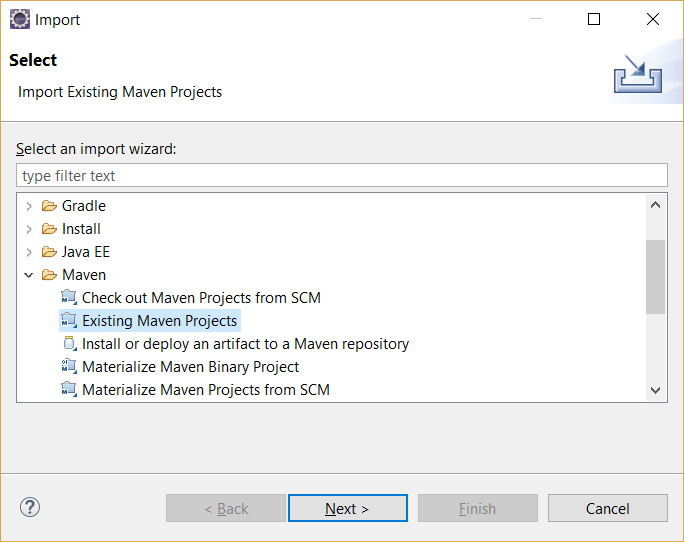 Import
Select
Import Existing Maven Projects
Select an import wizard:
type filter text
Gradle
Install
Java EE
Maven
Check out Maven Projects from SCM
Existing Maven Projects
Install or deploy an artifact to a Maven repository
Materialize Maven Binary Project
Materialize Maven Projects from SCM
? < Back Next > Finish Cancel